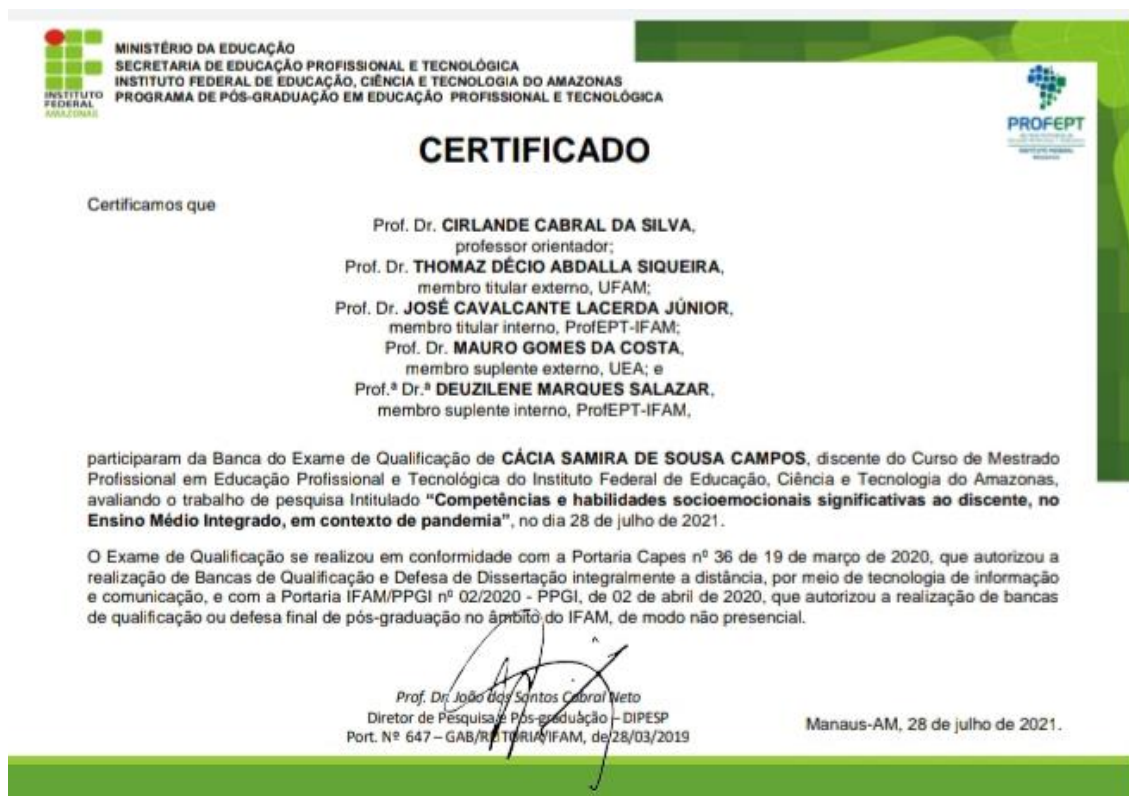 MINISTÉRIO DA EDUCAÇÃO
SECRETARIA DE EDUCAÇÃO PROFISSIONAL E TECNOLÓGICA
INSTITUTO FEDERAL DE EDUCAÇÃO, CIÊNCIA E TECNOLOGIA DO AMAZONAS
PROGRAMA DE PÓS-GRADUAÇÃO EM EDUCAÇÃO PROFISSIONAL E TECNOLÓGICA
INSTITUTO
FEDERAL
AMAZONAS
PROFEPT
CERTIFICADO
Certificamos que
Prof. Dr. CIRLANDE CABRAL DA SILVA,
professor orientador;
Prof. Dr. THOMAZ DÉCIO ABDALLA SIQUEIRA,
membro titular externo, UFAM;
Prof. Dr. JOSÉ CAVALCANTE LACERDA JÚNIOR,
membro titular interno, ProfEPT-IFAM;
Prof. Dr. MAURO GOMES DA COSTA,
membro suplente externo, UEA; e
Prof.ª Dr.ª DEUZILENE MARQUES SALAZAR,
membro suplente interno, ProfEPT-IFAM,
participaram da Banca do Exame de Qualificação de CÁCIA SAMIRA DE SOUSA CAMPOS, discente do Curso de Mestrado
Profissional em Educação Profissional e Tecnológica do Instituto Federal de Educação, Ciência e Tecnologia do Amazonas,
avaliando o trabalho de pesquisa Intitulado “Competências e habilidades socioemocionais significativas ao discente, no
Ensino Médio Integrado, em contexto de pandemia”, no dia 28 de julho de 2021.
O Exame de Qualificação se realizou em conformidade com a Portaria Capes nº 36 de 19 de março de 2020, que autorizou a
realização de Bancas de Qualificação e Defesa de Dissertação integralmente a distância, por meio de tecnologia de informação
e comunicação, e com a Portaria IFAM/PPGI nº 02/2020 - PPGI, de 02 de abril de 2020, que autorizou a realização de bancas
de qualificação ou defesa final de pós-graduação no âmbito do IFAM, de modo não presencial.
Prof. Dr. João dos Santos Cabral Neto
Diretor de Pesquisa e Pós-graduação – DIPESP
Port. Nº 647 – GAB/REITORIA/IFAM, de 28/03/2019
Manaus-AM, 28 de julho de 2021.